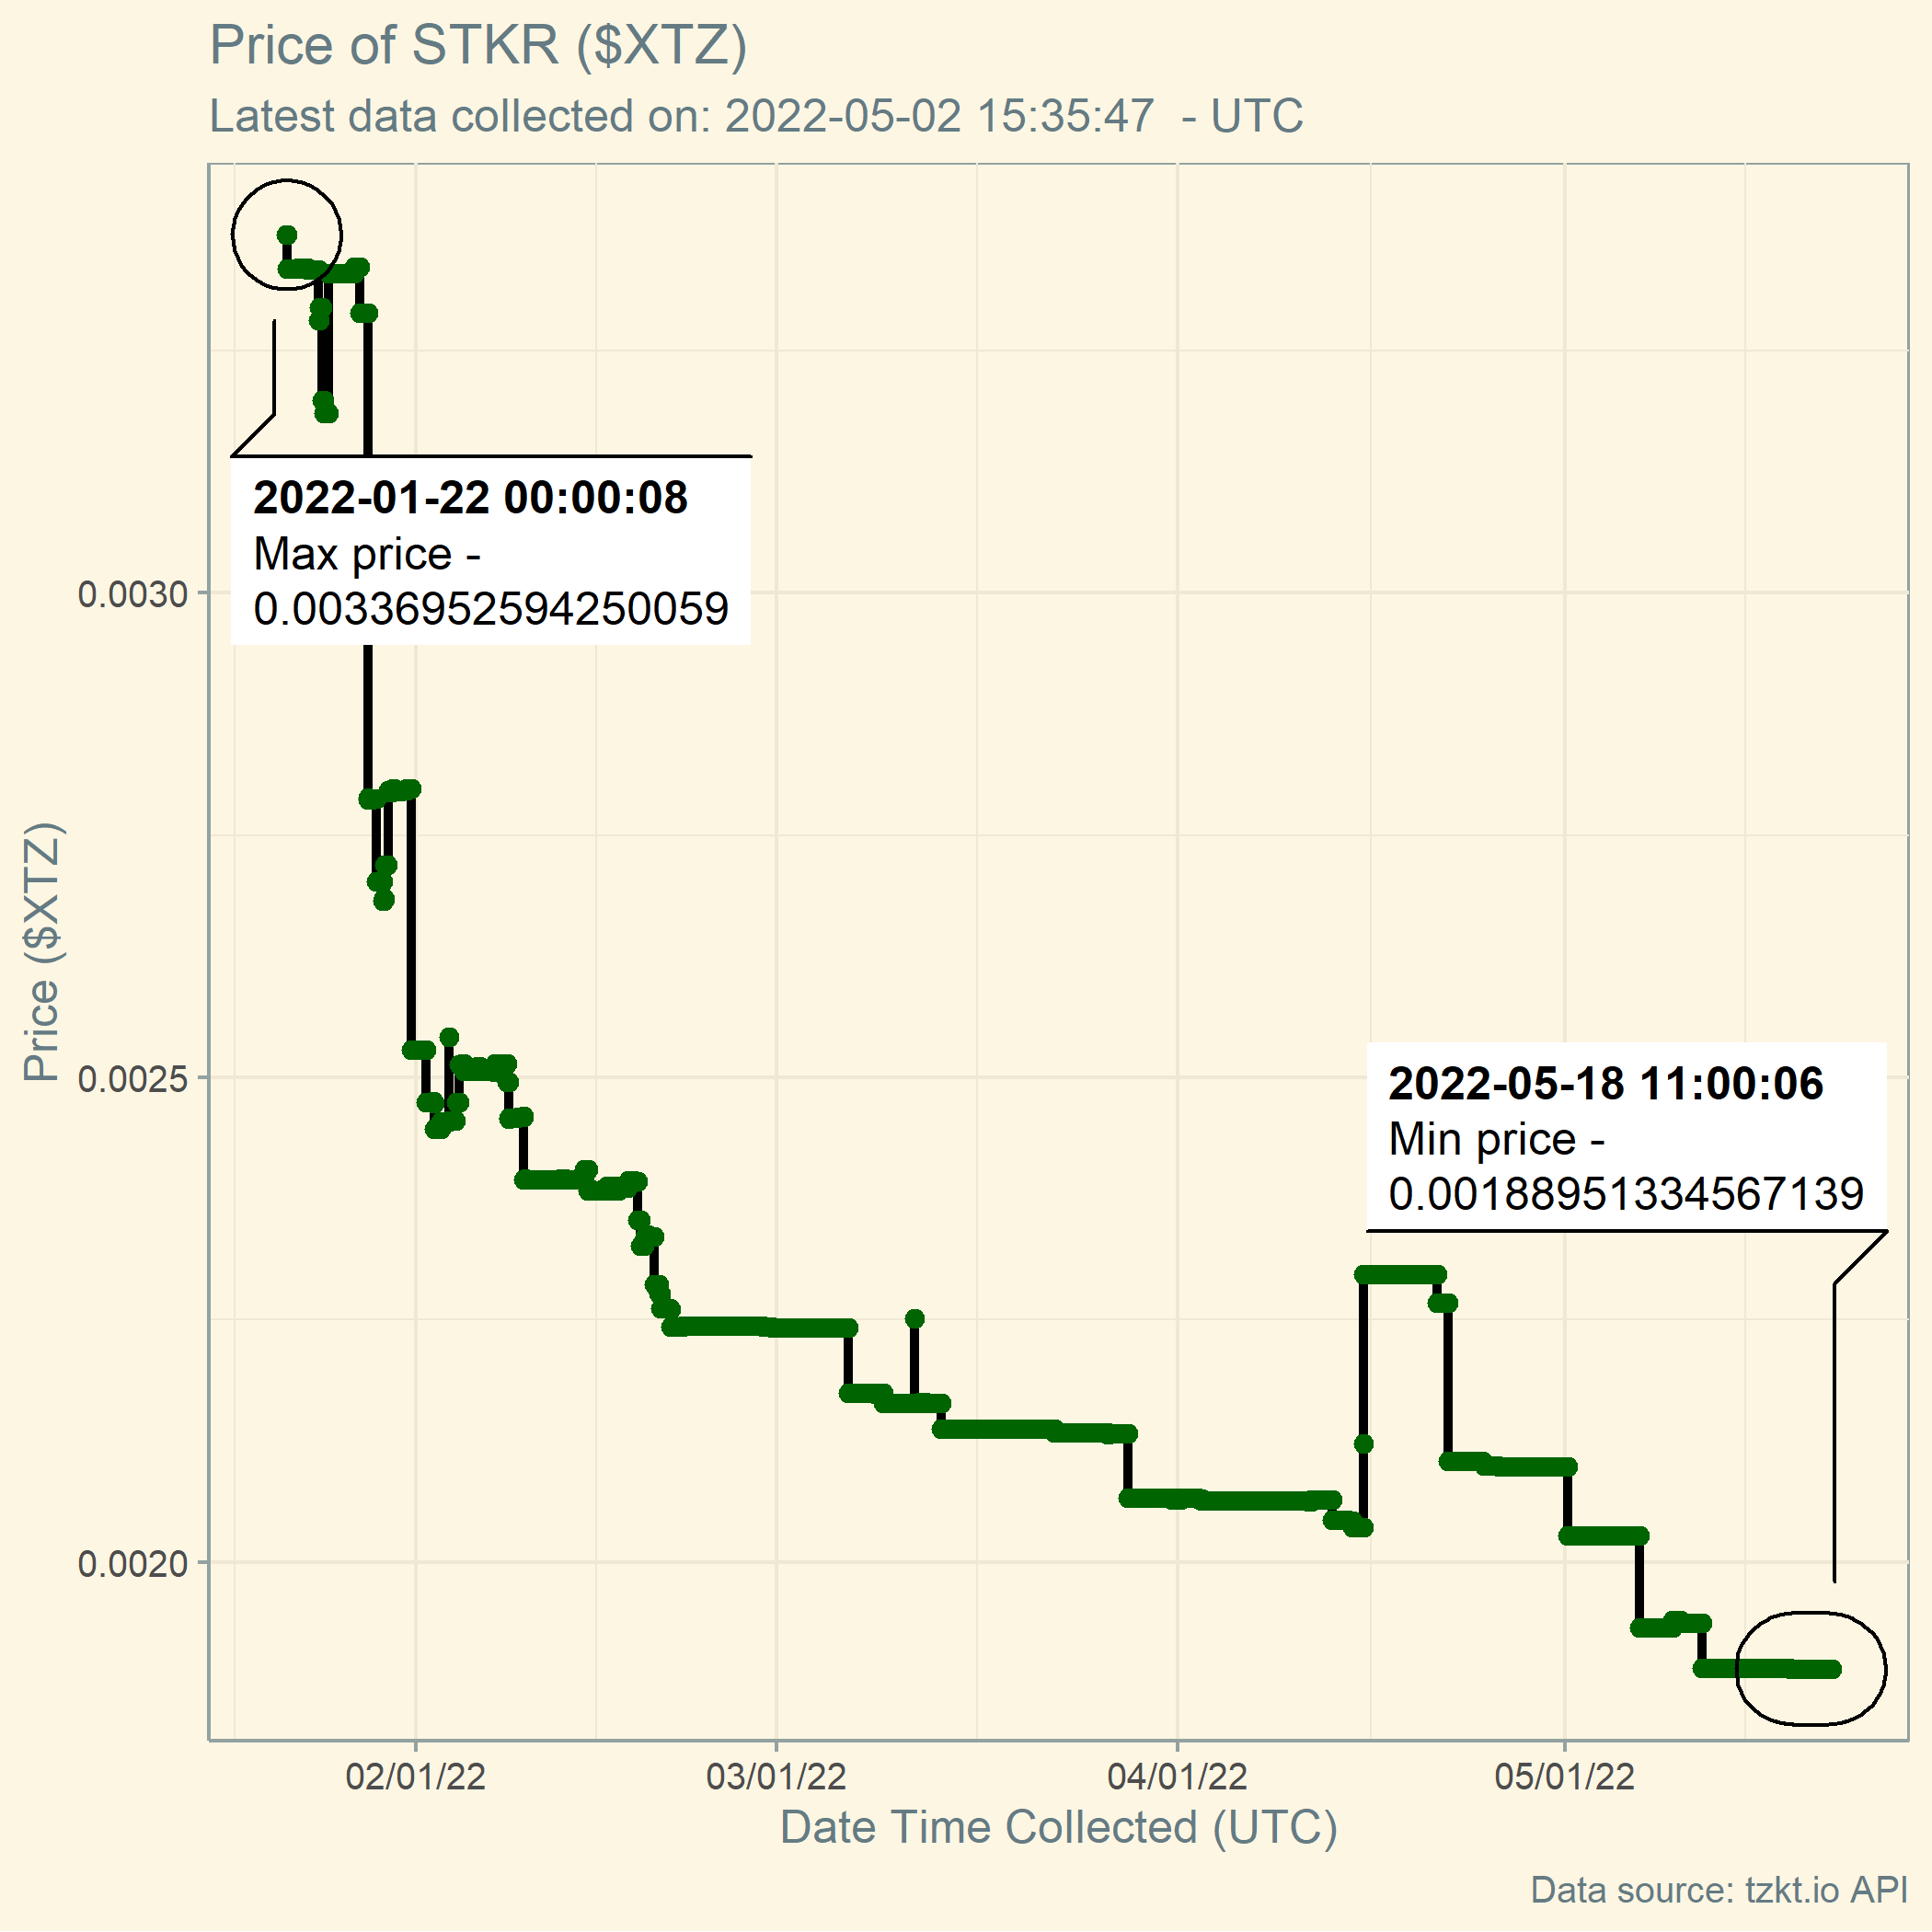 Price of STKR ($XTZ)
Latest data collected on: 2022-05-02 15:35:47  - UTC
2022-01-22 00:00:08
Max price -
0.00336952594250059
0.0030
0.0025
0.0020
Price ($XTZ)
2022-05-18 11:00:06
Min price -
0.00188951334567139
02/01/22
03/01/22
04/01/22
05/01/22
Date Time Collected (UTC)
Data source: tzkt.io API